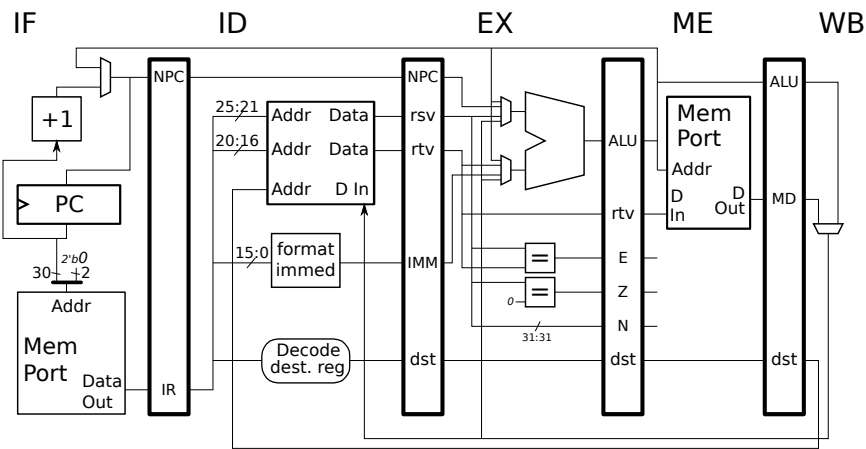 IF
ID
EX
ME
WB
NPC
+1
PC
2'b0
30
2
Addr
Mem
Port
Data
Out
IR
25:21
20:16
Addr
Data
Addr
Data
Addr
D In
15:0
format
immed
Decode
dest. reg
NPC
rsv
rtv
IMM
dst
=
=
0
31:31
ALU
rtv
E
Z
N
dst
Mem
Port
Addr
D
In
D
Out
ALU
MD
dst